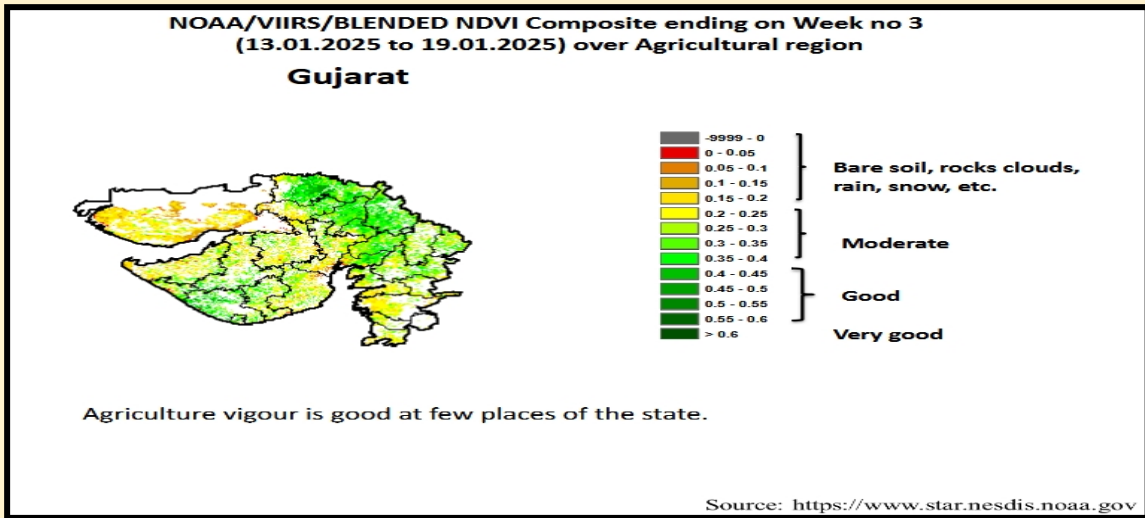 NOAA/VIIRS/BLENDED NDVI Composite ending on Week no 3
(13.01.2025 to 19.01.2025) over Agricultural region
Gujarat
-9999 - 0
0 - 0.05
0.05 - 0.1
0.1 - 0.15
0.15 - 0.2
0.2 - 0.25
0.25 - 0.3
0.3 - 0.35
0.35 - 0.4
0.4 - 0.45
0.45 - 0.5
0.5 - 0.55
0.55 - 0.6
> 0.6
Bare soil, rocks clouds,
rain, snow, etc.
Moderate
Good
Very good
Agriculture vigour is good at few places of the state.
Source: https://www.star.nesdis.noaa.gov